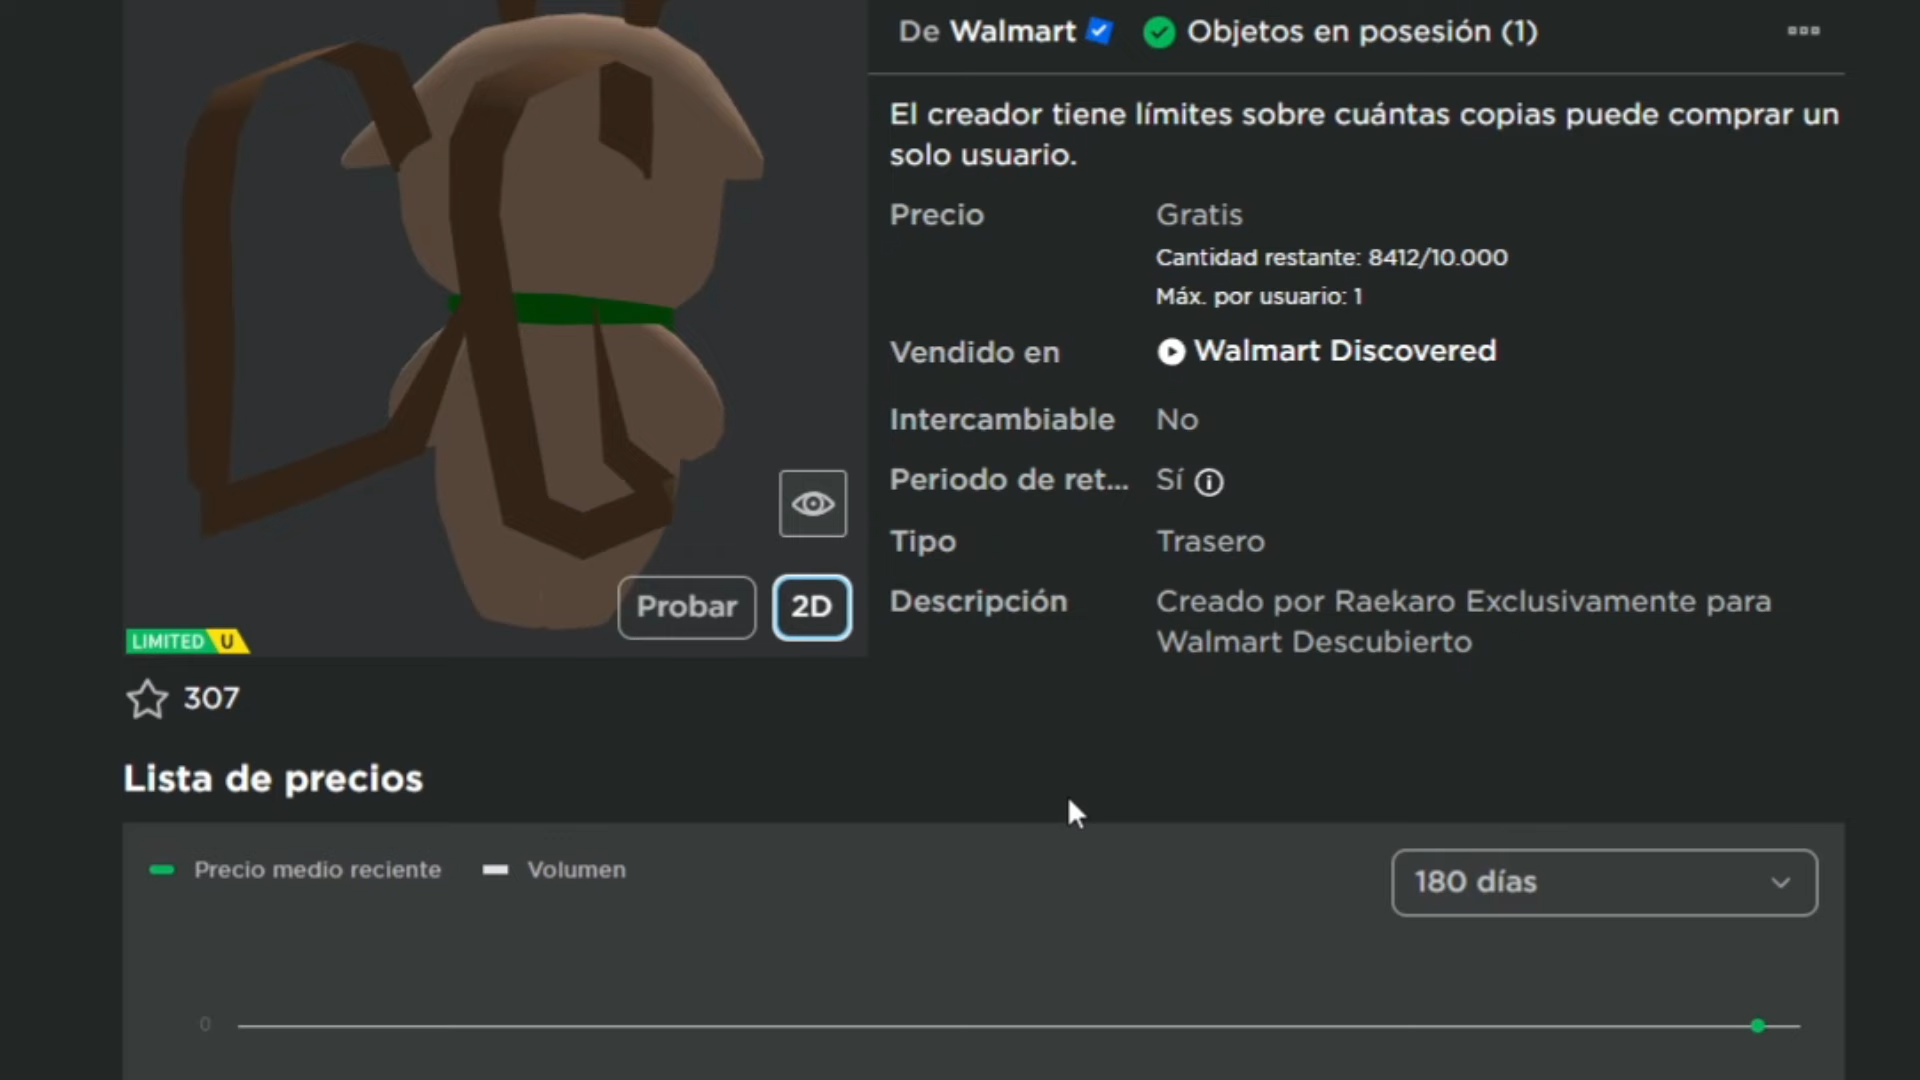 De Walmart
Objetos en posesión (1)
El creador tiene límites sobre cuántas copias puede comprar un
solo usuario.
Precio
Gratis
Cantidad restante: 8412/10.000
Máx. por usuario: 1
Vendido en
Walmart Discovered
Intercambiable
No
Periodo de ret...
Sí
Tipo
Trasero
Descripción
Creado por Raekaro Exclusivamente para
Walmart Descubierto
Probar
2D
LIMITED U
307
Lista de precios
Precio medio reciente
Volumen
180 días
0